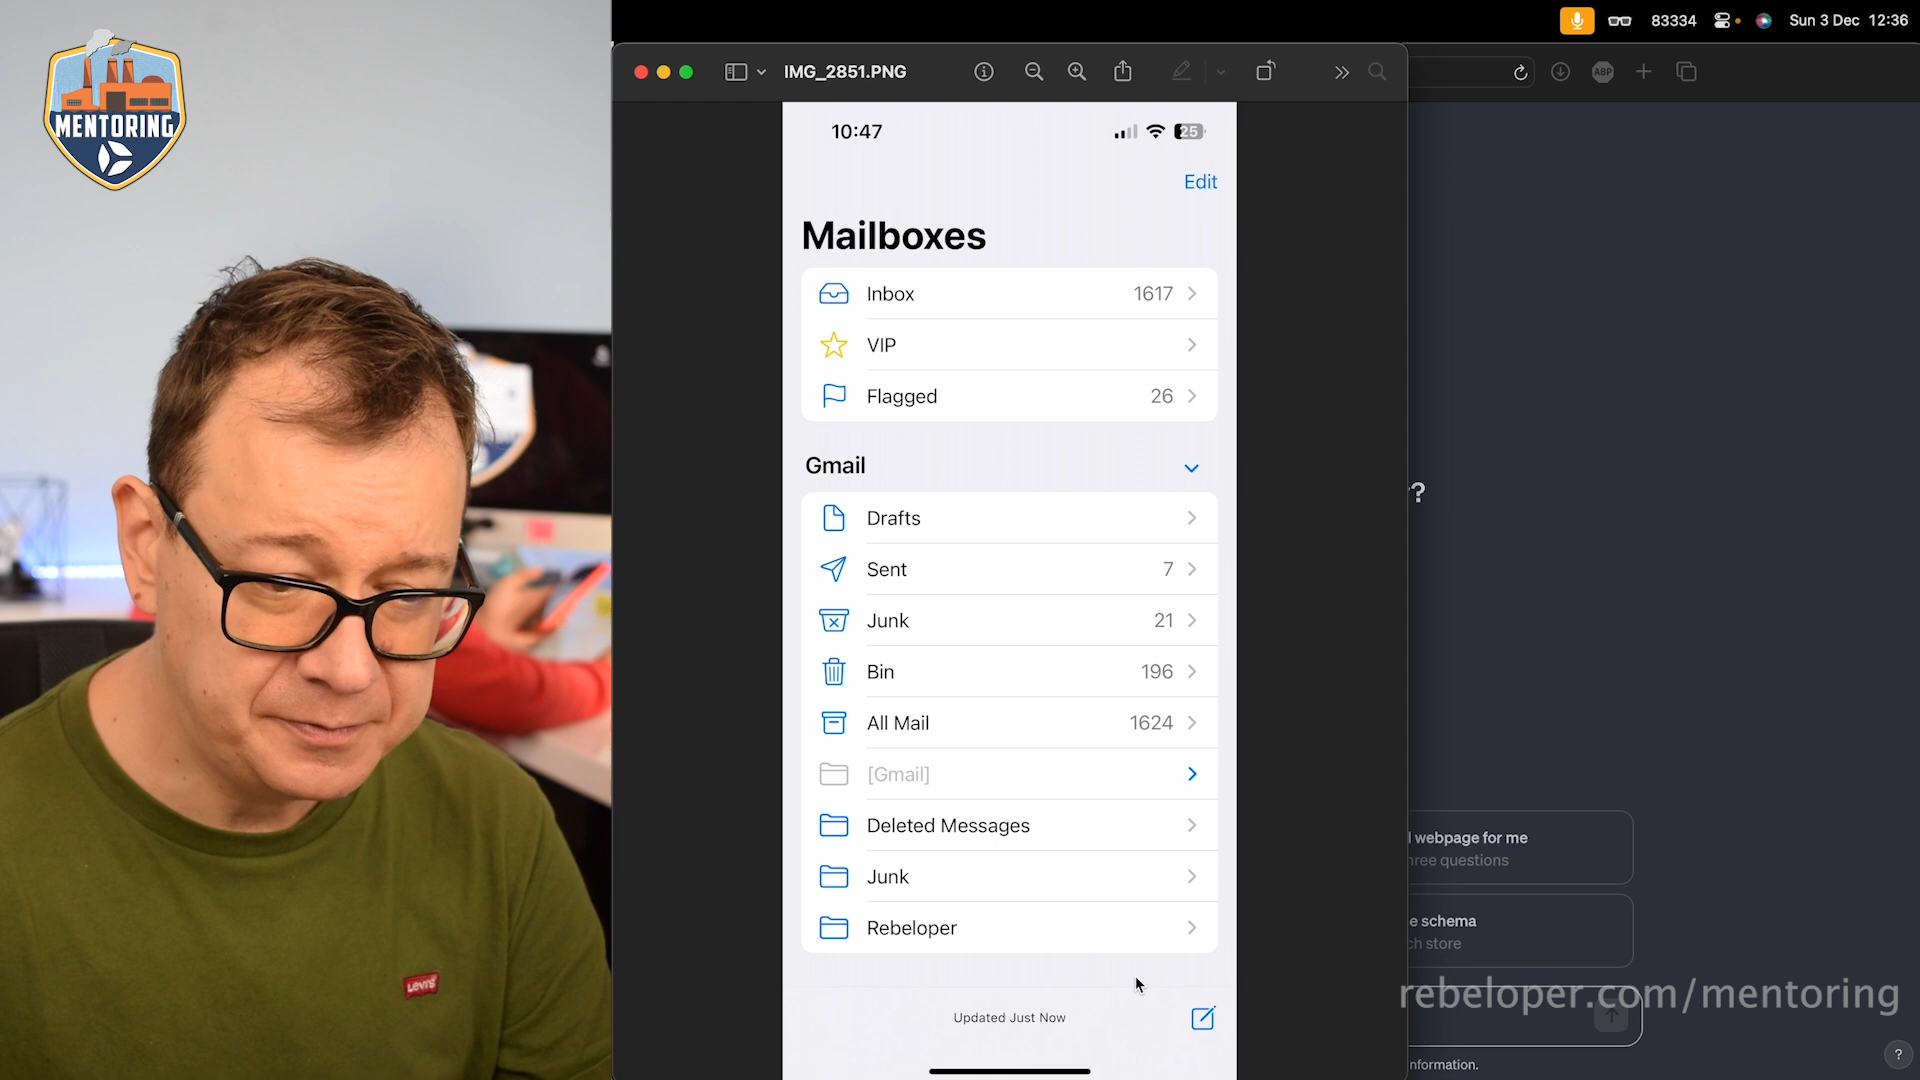 MENTORING
83334
Sun 3 Dec 12:36
IMG_2851.PNG
ABP
10:47
25
Edit
Mailboxes
Inbox 1617
VIP
Flagged 26
Gmail
Drafts
Sent 7
Junk 21
Bin 196
All Mail 1624
[Gmail]
Deleted Messages
Junk
Rebeloper
Updated Just Now
?
webpage for me
questions
schema
store
rebeloper.com/mentoring
nformation.
?
Levi's